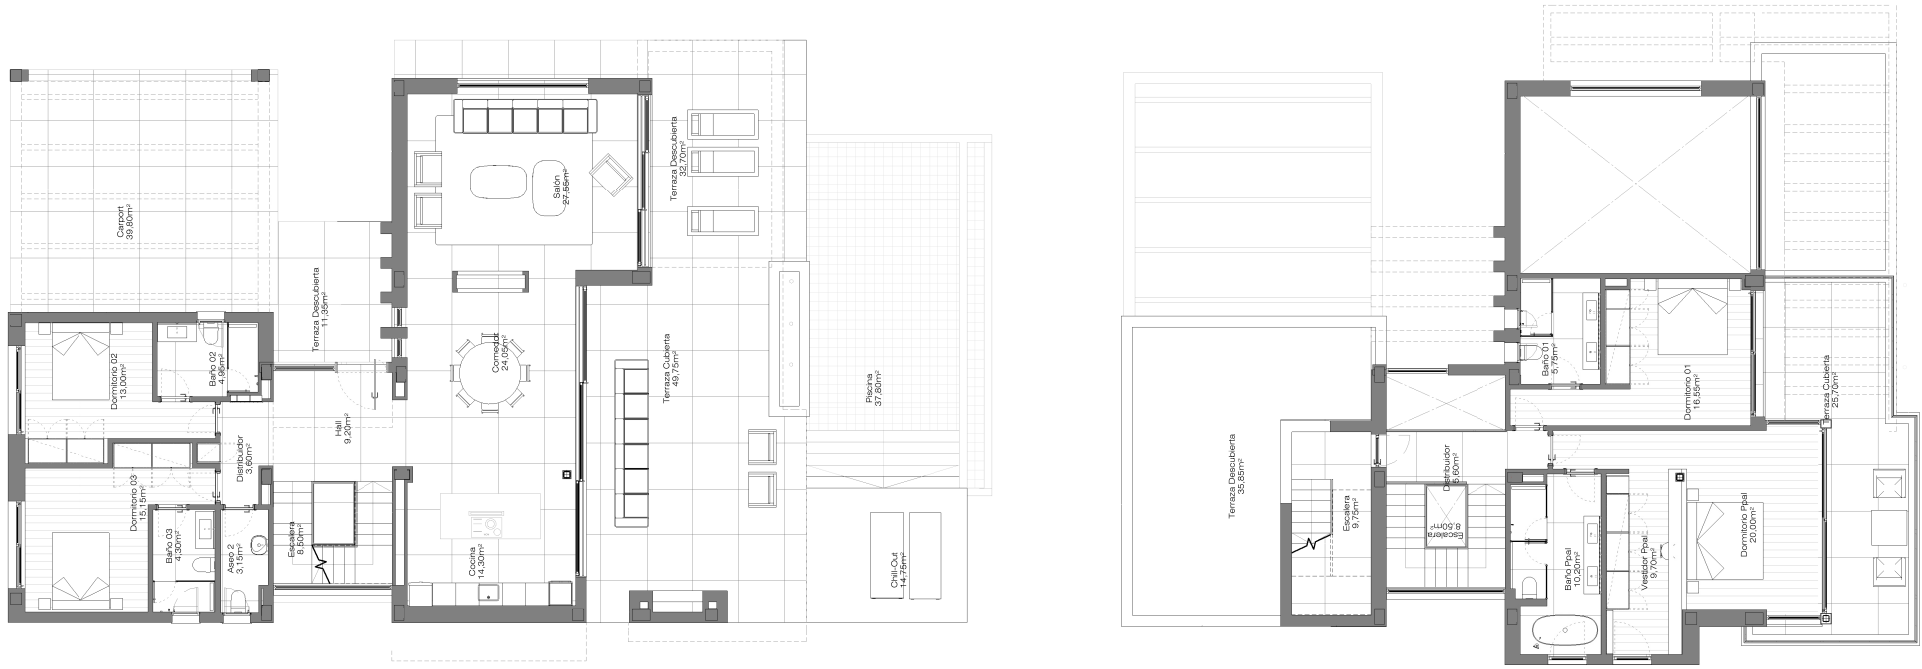 Carport
39,80m²
Terraza Descubierta
11,35m²
Dormitorio 02
13,00m²
Baño 02
4,95m²
Distribuidor
3,60m²
Hall
9,20m²
Dormitorio 03
15,15m²
Baño 03
4,30m²
Aseo 2
3,15m²
Escalera
8,50m²
Salón
27,55m²
Comedor
24,05m²
Cocina
14,30m²
Terraza Descubierta
32,70m²
Terraza Cubierta
49,75m²
Piscina
37,80m²
Chill-Out
14,75m²
Terraza Descubierta
35,85m²
Escalera
9,75m²
Distribuidor
5,60m²
Escalera
8,50m²
Baño 01
5,75m²
Dormitorio 01
16,55m²
Terraza Cubierta
25,70m²
Baño Ppal
10,20m²
Vestidor Ppal
9,70m²
Dormitorio Ppal
20,00m²